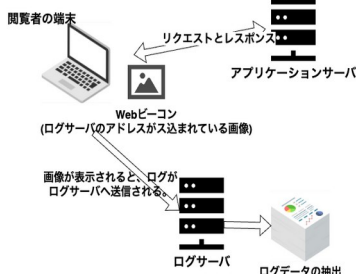 閲覧者の端末
リクエストとレスポンス
アプリケーションサーバ
Webビーコン
(ログサーバのアドレスがス込まれている画像)
画像が表示されると、ログが
ログサーバへ送信される。
ログサーバ
ログデータの抽出